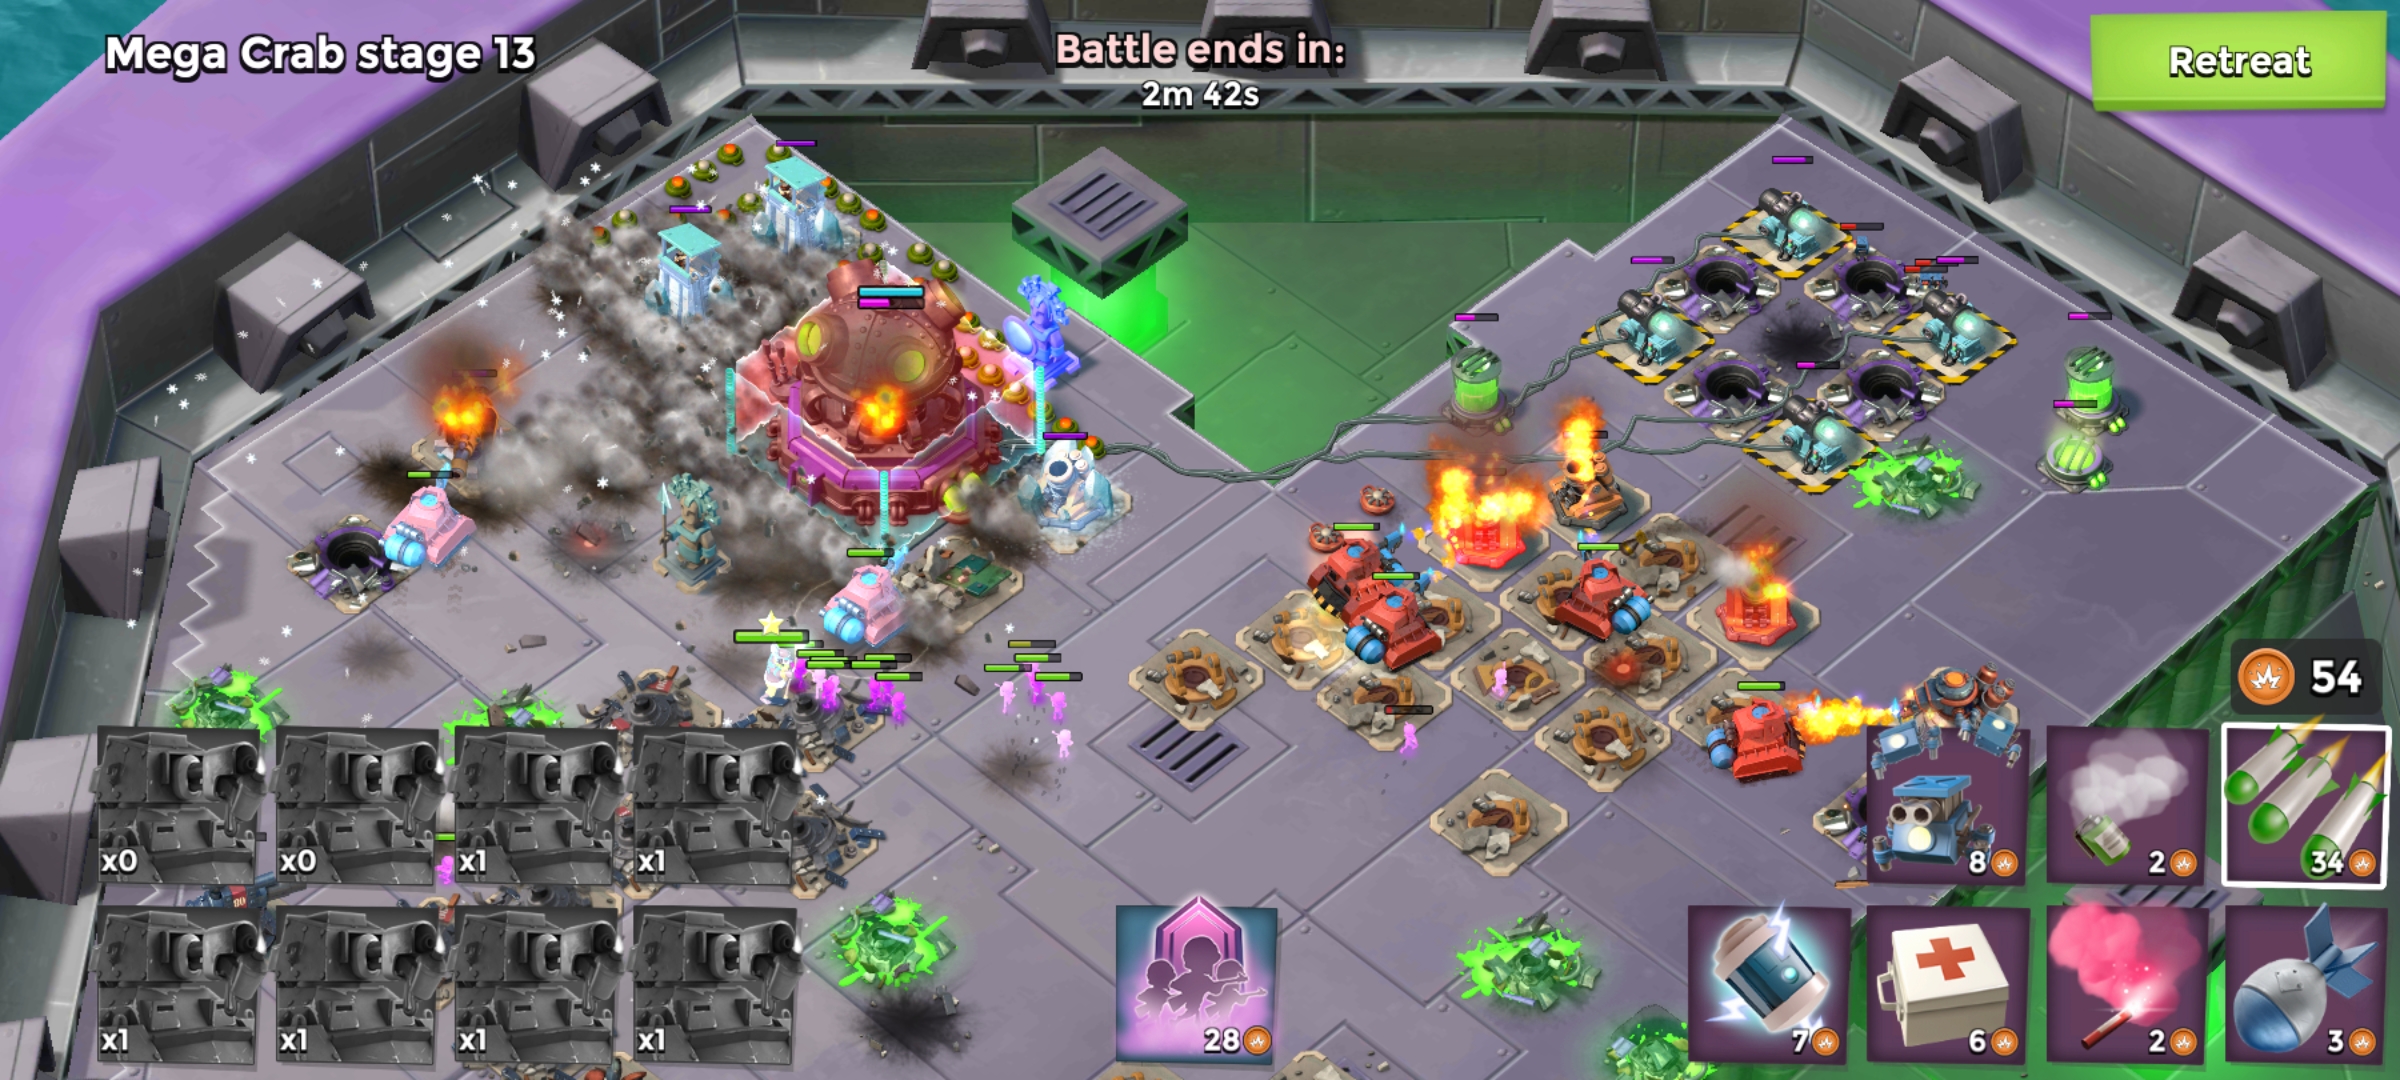 Mega Crab stage 13
Battle ends in:
2m 42s
Retreat
54
x0
x0
x1
x1
8
2
34
x1
x1
x1
x1
28
7
6
2
3